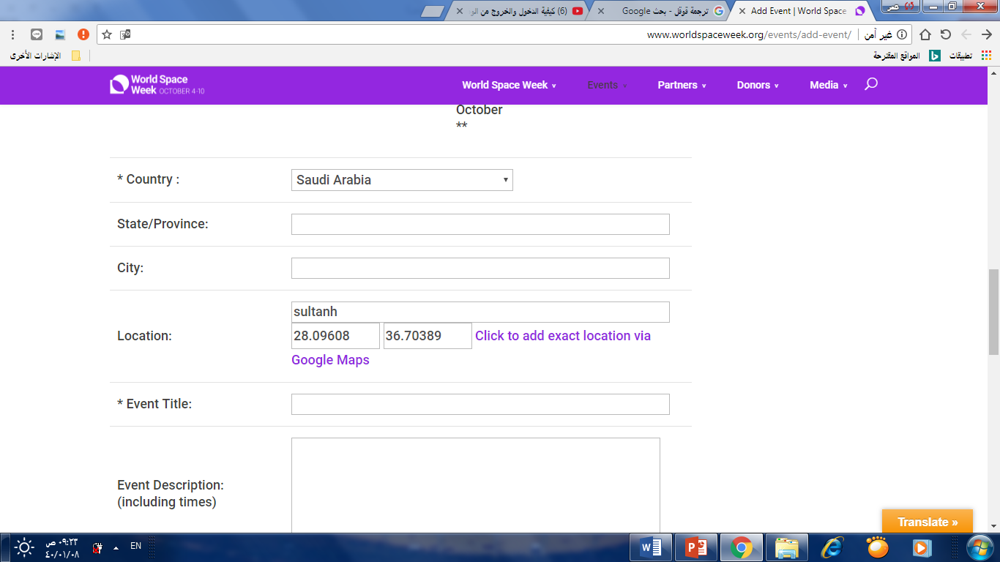 (6) كيفية الدخول والخروج من الو
ترجمة قوقل - بحث Google
Add Event | World Space
عمر
www.worldspaceweek.org/events/add-event/
غير آمن
الإشارات الأخرى
المواقع المقترحة
تطبيقات
World Space
Week OCTOBER 4-10
World Space Week
Events
Partners
Donors
Media
October
**
* Country :
Saudi Arabia
State/Province:
City:
Location:
sultanh
28.09608
36.70389
Click to add exact location via
Google Maps
* Event Title:
Event Description:
(including times)
Translate »
٠٩:٢٣ ص
٤٠/٠١/٠٨
EN